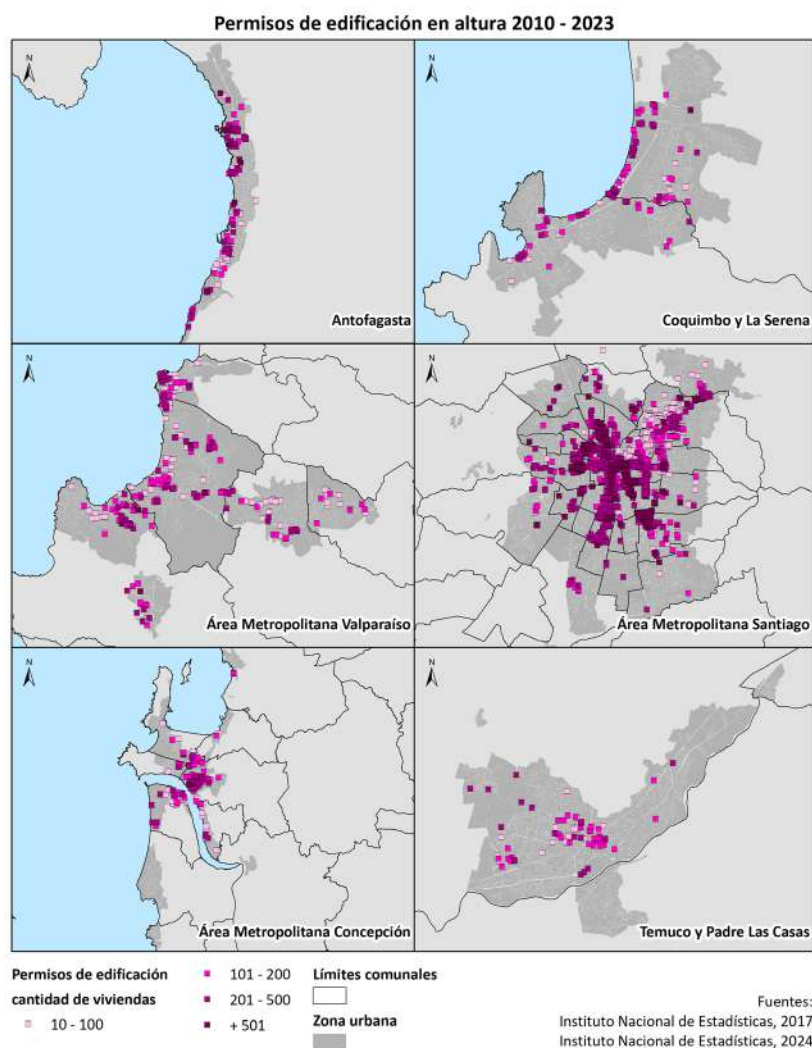 Permisos de edificación en altura 2010 - 2023
N
Antofagasta
N
Coquimbo y La Serena
N
Área Metropolitana Valparaíso
N
Área Metropolitana Santiago
N
Área Metropolitana Concepción
N
Temuco y Padre Las Casas
Permisos de edificación
cantidad de viviendas
10 - 100
101 - 200
201 - 500
+ 501
Límites comunales
Zona urbana
Fuentes:
Instituto Nacional de Estadísticas, 2017
Instituto Nacional de Estadísticas, 2024